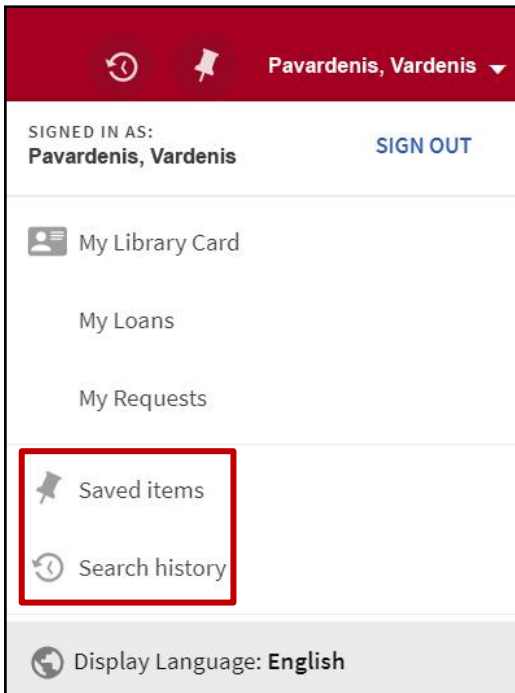 Pavardenis, Vardenis
SIGNED IN AS:
Pavardenis, Vardenis
SIGN OUT
My Library Card
My Loans
My Requests
Saved items
Search history
Display Language: English